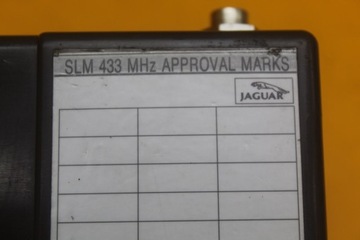 SLM 433 MHz APPROVAL MARKS
JAGUAR